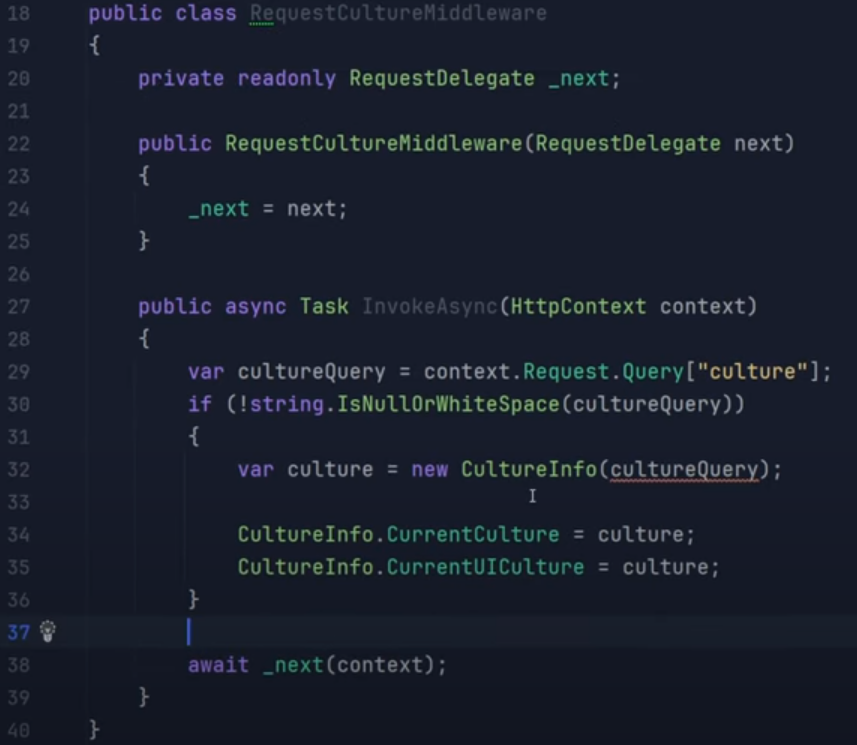 18 public class RequestCultureMiddleware
19 {
20 private readonly RequestDelegate _next;
21
22 public RequestCultureMiddleware(RequestDelegate next)
23 {
24 _next = next;
25 }
26
27 public async Task InvokeAsync(HttpContext context)
28 {
29 var cultureQuery = context.Request.Query["culture"];
30 if (!string.IsNullOrWhiteSpace(cultureQuery))
31 {
32 var culture = new CultureInfo(cultureQuery);
33
34 CultureInfo.CurrentCulture = culture;
35 CultureInfo.CurrentUICulture = culture;
36 }
37
38 await _next(context);
39 }
40 }